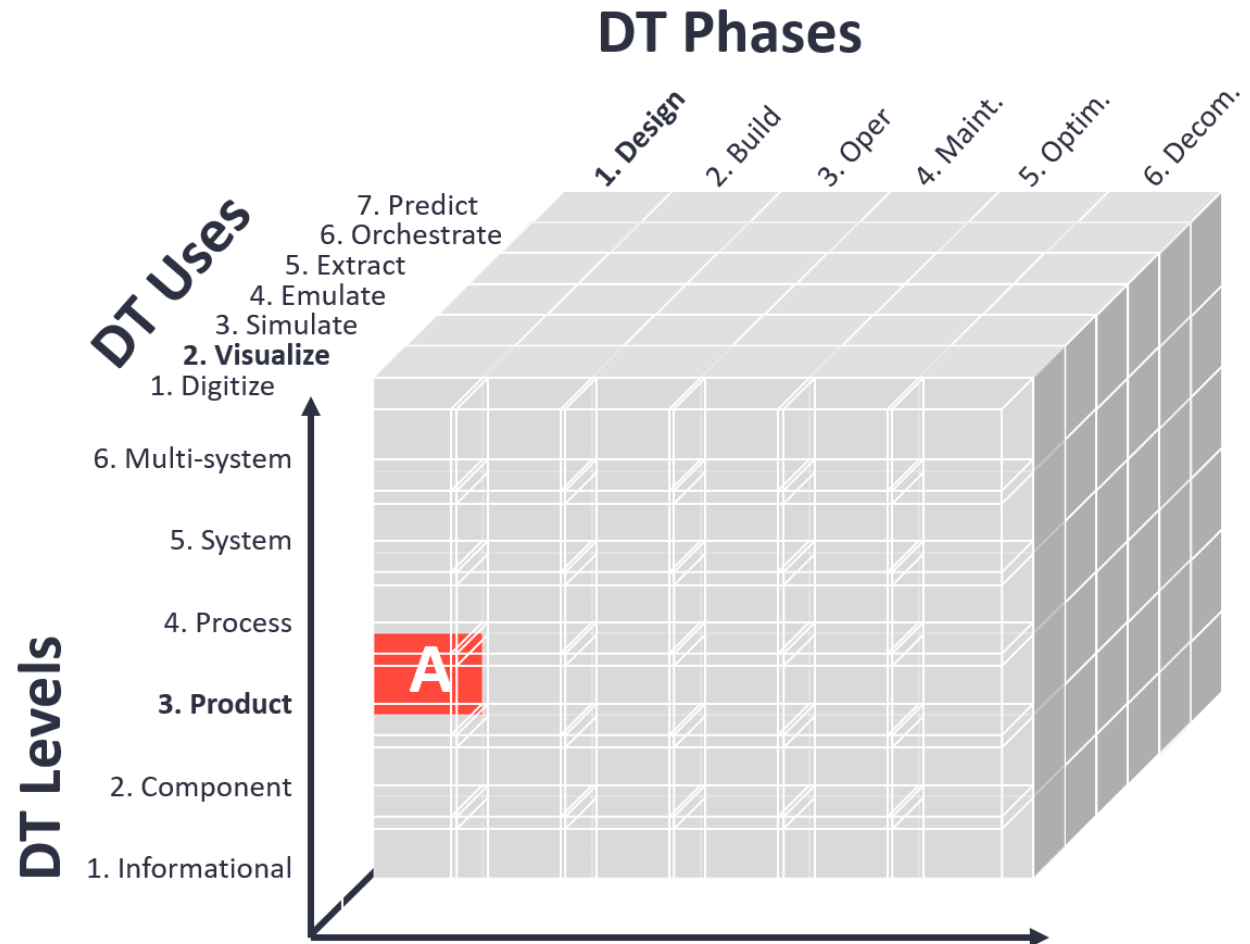 DT Phases
1. Design
2. Build
3. Oper
4. Maint.
5. Optim.
6. Decom.
DT Uses
7. Predict
6. Orchestrate
5. Extract
4. Emulate
3. Simulate
2. Visualize
1. Digitize
DT Levels
6. Multi-system
5. System
4. Process
3. Product
2. Component
1. Informational
A